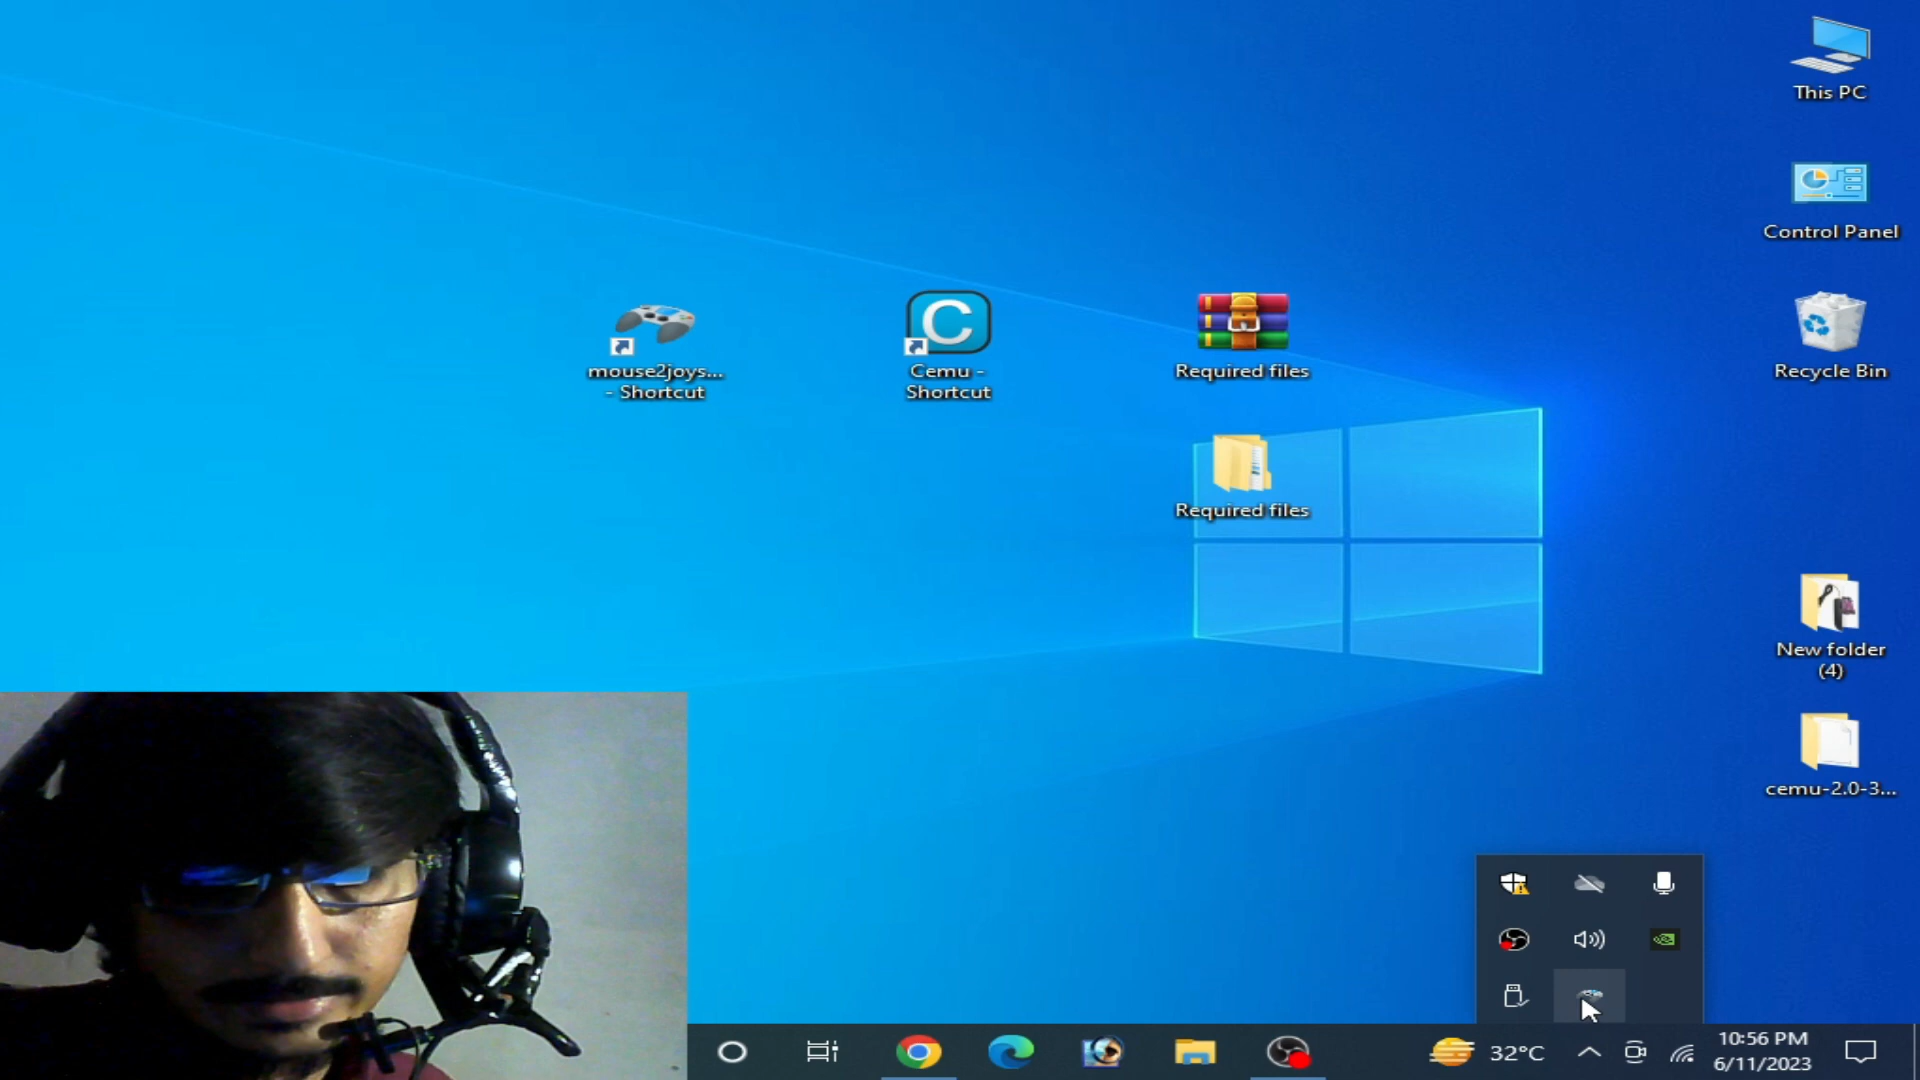 This PC
Control Panel
mouse2joys...
- Shortcut
C
Cemu -
Shortcut
Required files
Recycle Bin
Required files
New folder
(4)
cemu-2.0-3...
32°C
10:56 PM
6/11/2023